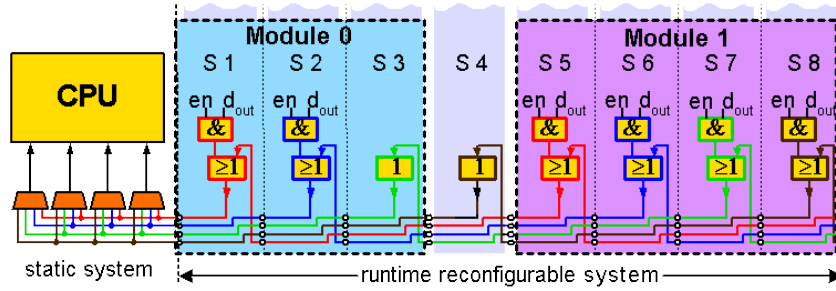 Module 0
Module 1
S 1
S 2
S 3
S 4
S 5
S 6
S 7
S 8
CPU
en dout
en dout
en dout
en dout
en dout
en dout
&
&
&
&
&
&
≥1
≥1
1
1
≥1
≥1
≥1
≥1
static system
runtime reconfigurable system